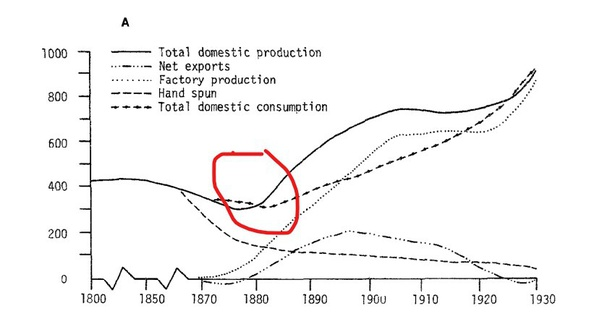 A
Total domestic production
Net exports
Factory production
Hand spun
Total domestic consumption
1000
800
600
400
200
0
1800 1850 1870 1880 1890 1900 1910 1920 1930